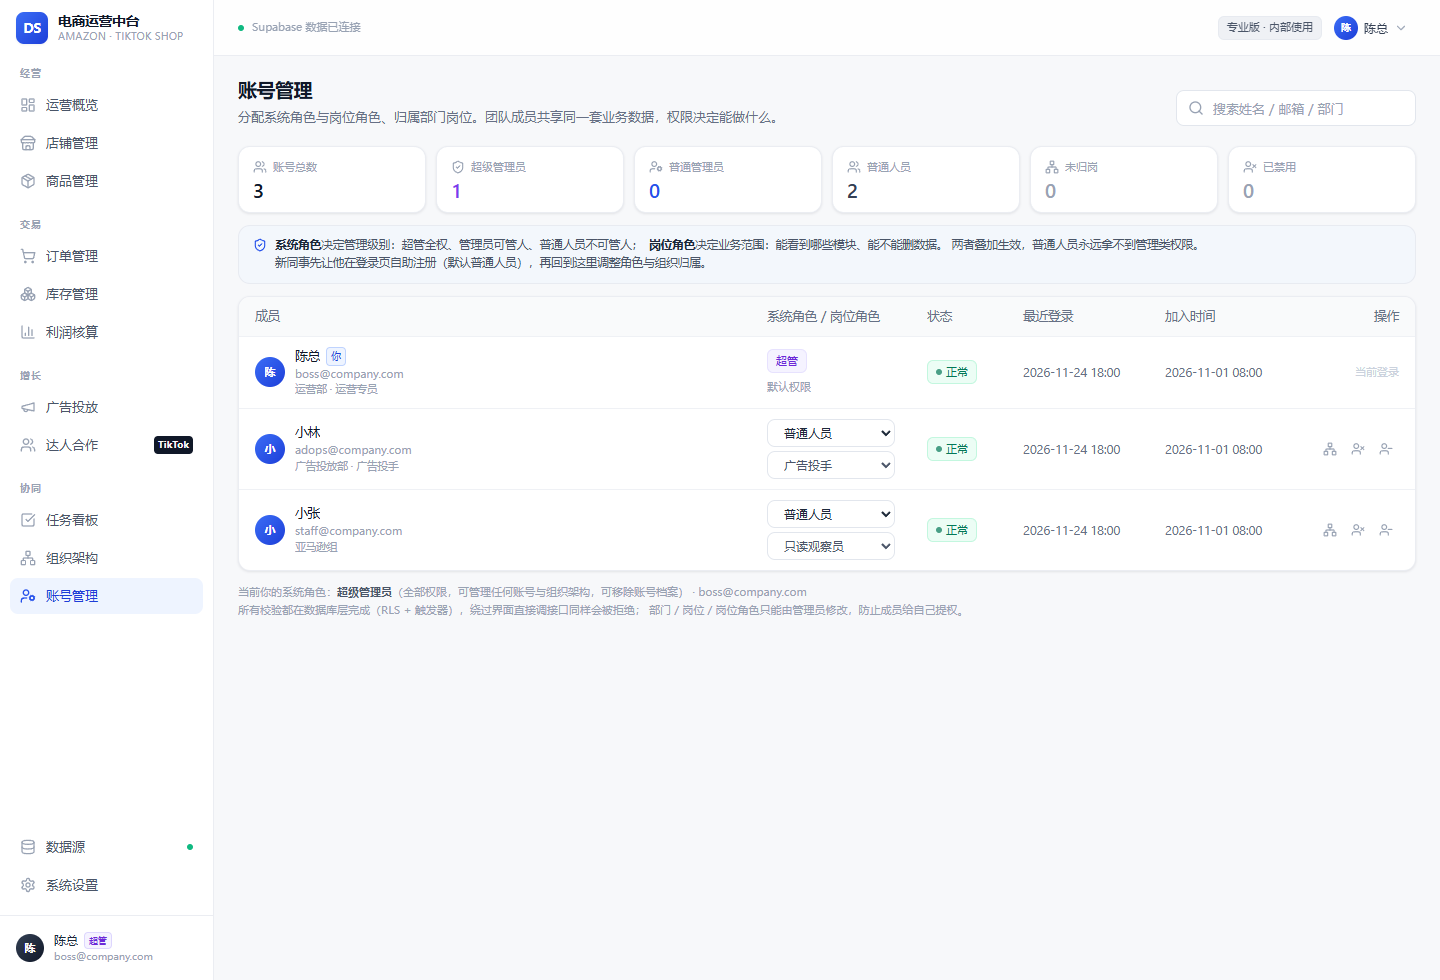 DS
电商运营中台
AMAZON · TIKTOK SHOP
经营
运营概览
店铺管理
商品管理
交易
订单管理
库存管理
利润核算
增长
广告投放
达人合作
TikTok
协同
任务看板
组织架构
账号管理
数据源
系统设置
陈
陈总
超管
boss@company.com
Supabase 数据已连接
专业版 · 内部使用
陈
陈总
账号管理
分配系统角色与岗位角色、归属部门岗位。团队成员共享同一套业务数据，权限决定能做什么。
搜索姓名 / 邮箱 / 部门
账号总数
3
超级管理员
1
普通管理员
0
普通人员
2
未归岗
0
已禁用
0
系统角色决定管理级别：超管全权、管理员可管人、普通人员不可管人； 岗位角色决定业务范围：能看到哪些模块、能不能删数据。 两者叠加生效，普通人员永远拿不到管理类权限。
新同事先让他在登录页自助注册（默认普通人员），再回到这里调整角色与组织归属。
成员 系统角色 / 岗位角色 状态 最近登录 加入时间 操作
陈
陈总 你
boss@company.com
运营部 · 运营专员
超管
默认权限
正常
2026-11-24 18:00
2026-11-01 08:00
当前登录
小
小林
adops@company.com
广告投放部 · 广告投手
普通人员
广告投手
正常
2026-11-24 18:00
2026-11-01 08:00
小
小张
staff@company.com
亚马逊组
普通人员
只读观察员
正常
2026-11-24 18:00
2026-11-01 08:00
当前你的系统角色：超级管理员（全部权限，可管理任何账号与组织架构，可移除账号档案） · boss@company.com
所有校验都在数据库层完成（RLS + 触发器），绕过界面直接调接口同样会被拒绝； 部门 / 岗位 / 岗位角色只能由管理员修改，防止成员给自己提权。